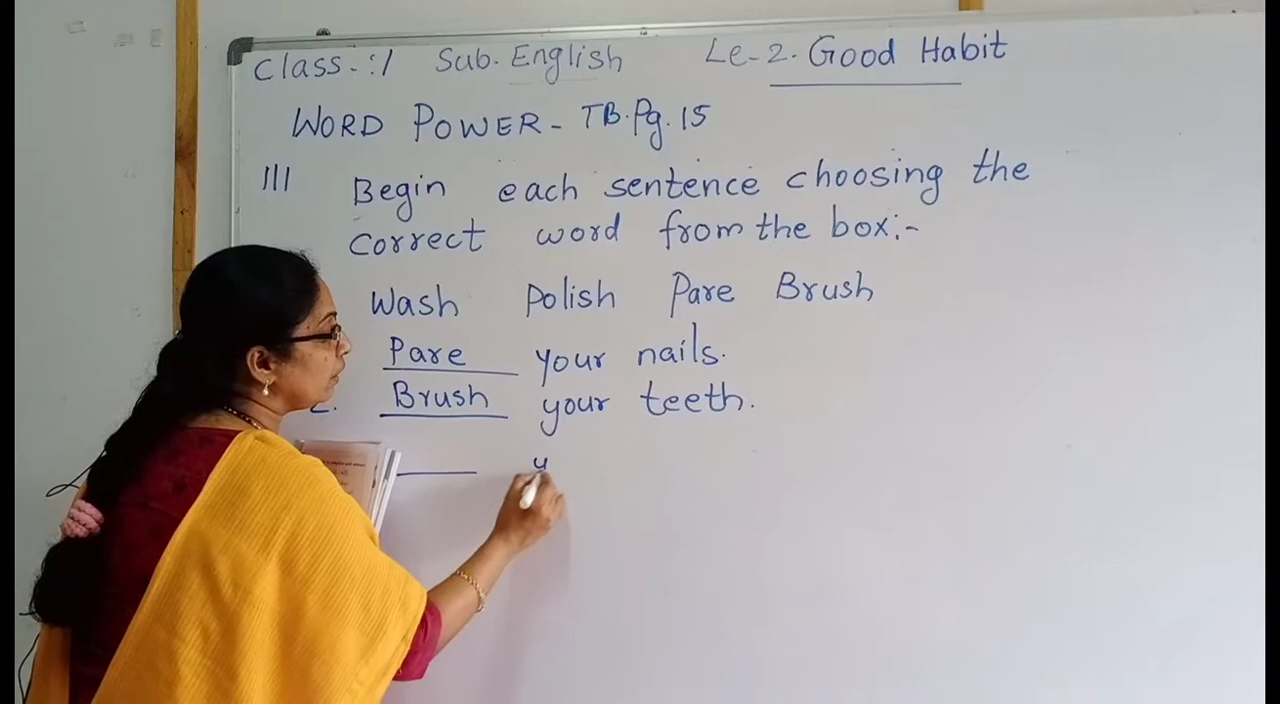 Class-:1 Sub. English Le-2. Good Habit
WORD POWER - TB.Pg.15
III Begin each sentence choosing the
correct word from the box:-
Wash Polish Pare Brush
Pare your nails.
2. Brush your teeth.
y